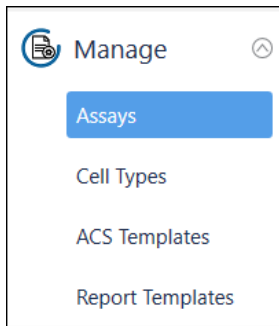 Manage
Assays
Cell Types
ACS Templates
Report Templates